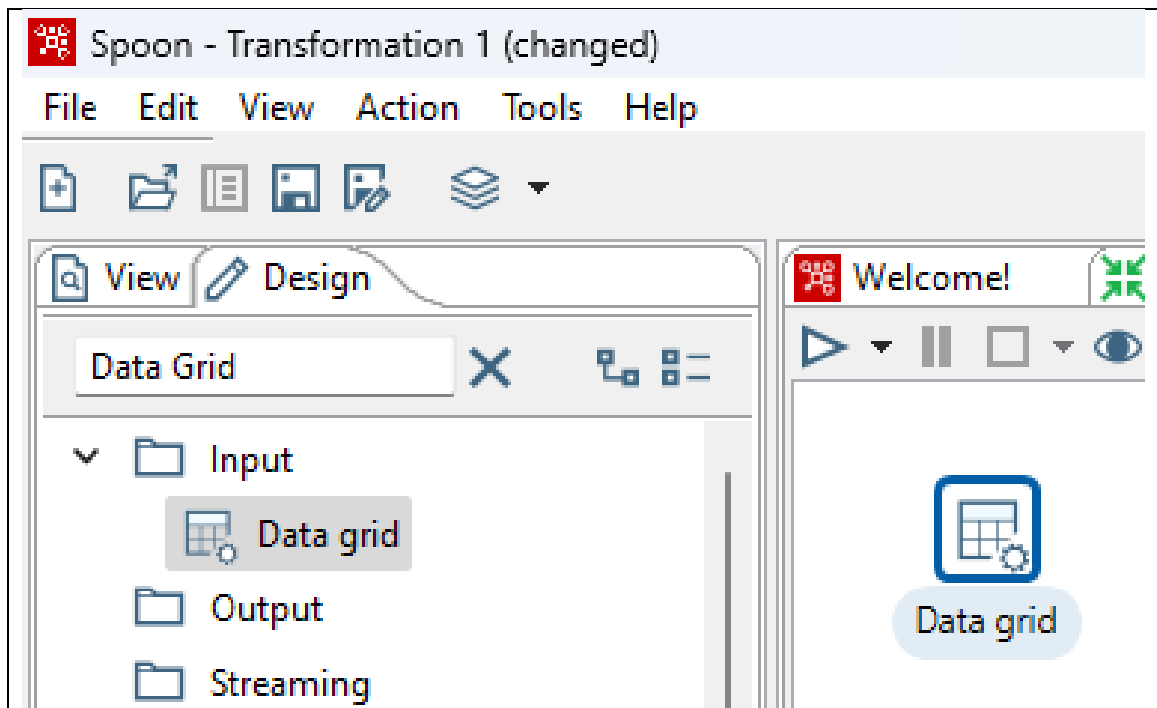 Spoon - Transformation 1 (changed)
File Edit View Action Tools Help
View Design
Welcome!
Data Grid
Input
Data grid
Output
Streaming
Data grid